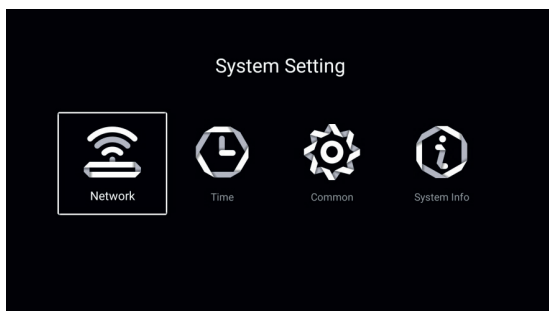 System Setting
Network
Time
Common
System Info